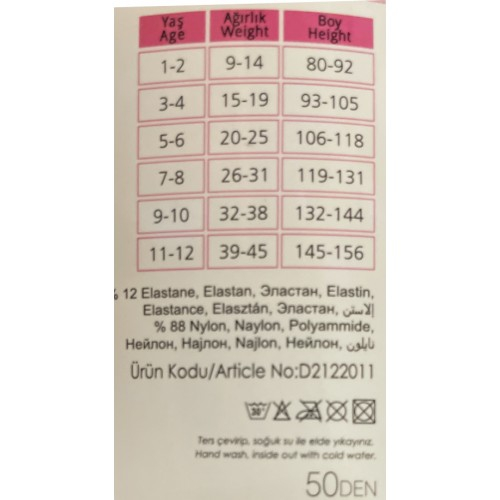 Yaş Ağırlık Boy
Age Weight Height
1-2 9-14 80-92
3-4 15-19 93-105
5-6 20-25 106-118
7-8 26-31 119-131
9-10 32-38 132-144
11-12 39-45 145-156
% 12 Elastane, Elastan, Эластан, Elastin,
Elastance, Elasztán, Эластан, إلاستن
% 88 Nylon, Naylon, Polyammide,
Нейлон, Најлон, Najlon, Нейлон, نايلون
Ürün Kodu/Article No:D2122011
30°
Ters çevirip, soğuk su ile elde yıkayınız.
Hand wash, inside out with cold water.
50DEN